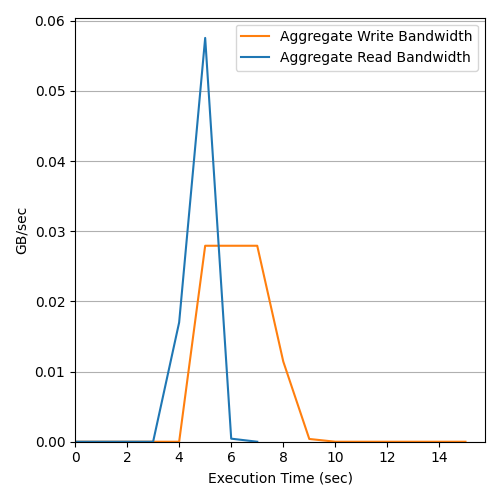 Aggregate Write Bandwidth
Aggregate Read Bandwidth
0.06
0.05
0.04
0.03
0.02
0.01
0.00
GB/sec
0 2 4 6 8 10 12 14
Execution Time (sec)